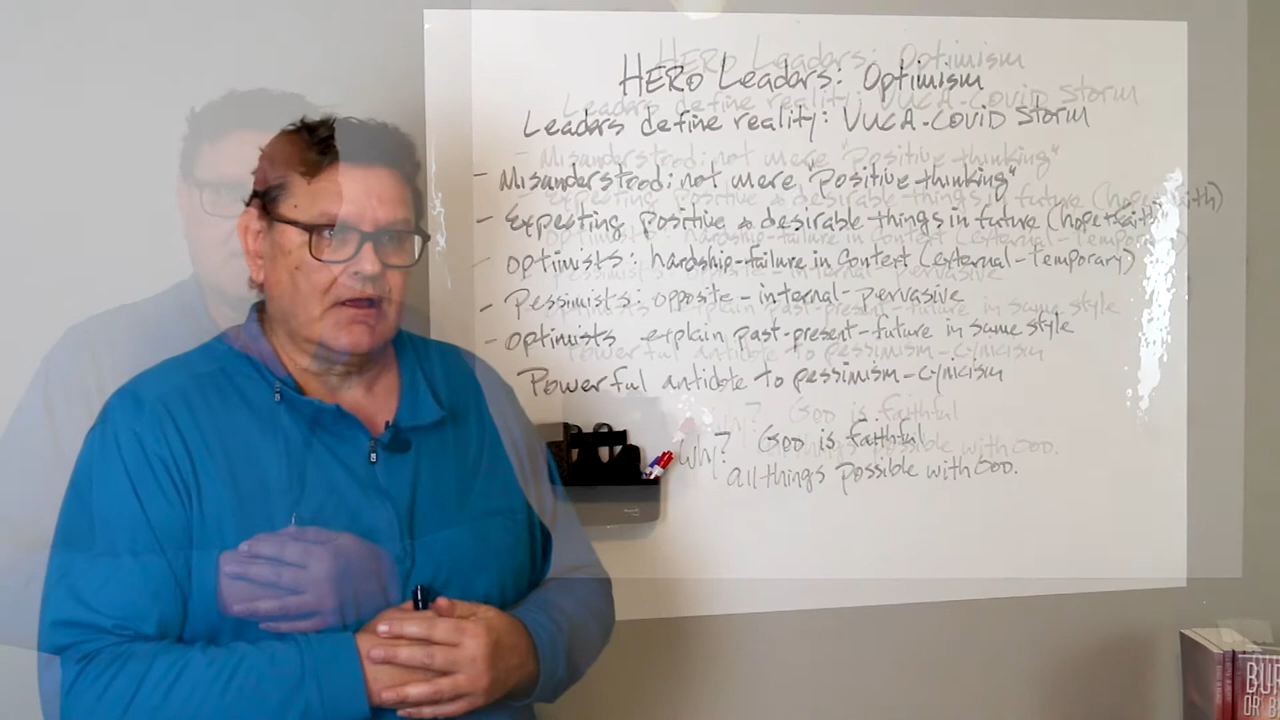 HERO Leaders: Optimism
Leaders define reality: VUCA-COVID Storm
- Misunderstood: not mere "positive-thinking"
- Expecting positive & desirable things in future (hope & faith)
- optimists: hardship-failure in Context (external-Temporary)
- Pessimists: opposite - internal-pervasive
- optimists explain past-present-future in same style
Powerful antidote to pessimism-cynicism
Why? GOD is faithful
all things possible with GOD.
BUR
OR B